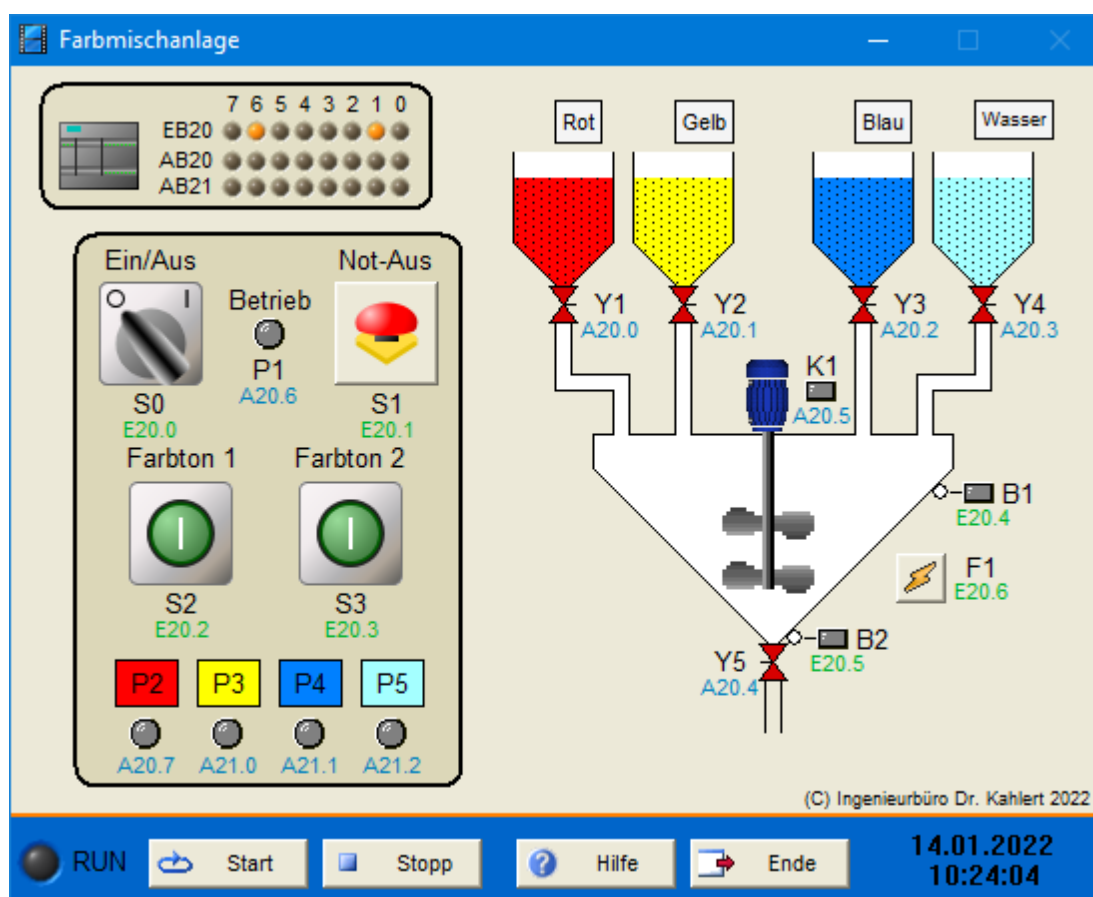 Farbmischanlage
7 6 5 4 3 2 1 0
EB20
AB20
AB21
Ein/Aus
Not-Aus
O I
Betrieb
P1
A20.6
S0
E20.0
S1
E20.1
Farbton 1
Farbton 2
I
I
S2
E20.2
S3
E20.3
P2
P3
P4
P5
A20.7
A21.0
A21.1
A21.2
Rot
Gelb
Blau
Wasser
Y1
A20.0
Y2
A20.1
Y3
A20.2
Y4
A20.3
K1
A20.5
B1
E20.4
F1
E20.6
B2
E20.5
Y5
A20.4
(C) Ingenieurbüro Dr. Kahlert 2022
RUN
Start
Stopp
? Hilfe
Ende
14.01.2022
10:24:04